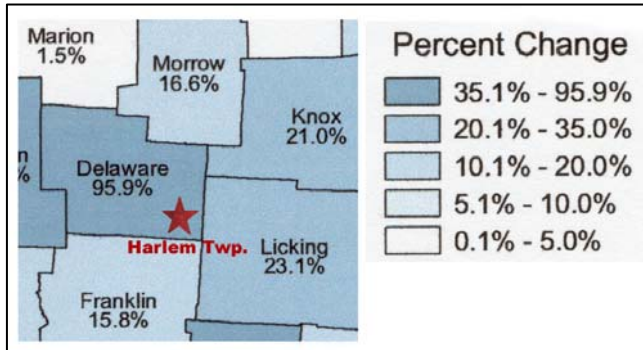 Marion
1.5%
Morrow
16.6%
Knox
21.0%
n
%
Delaware
95.9%
Harlem Twp.
Licking
23.1%
Franklin
15.8%
Percent Change
35.1% - 95.9%
20.1% - 35.0%
10.1% - 20.0%
5.1% - 10.0%
0.1% - 5.0%